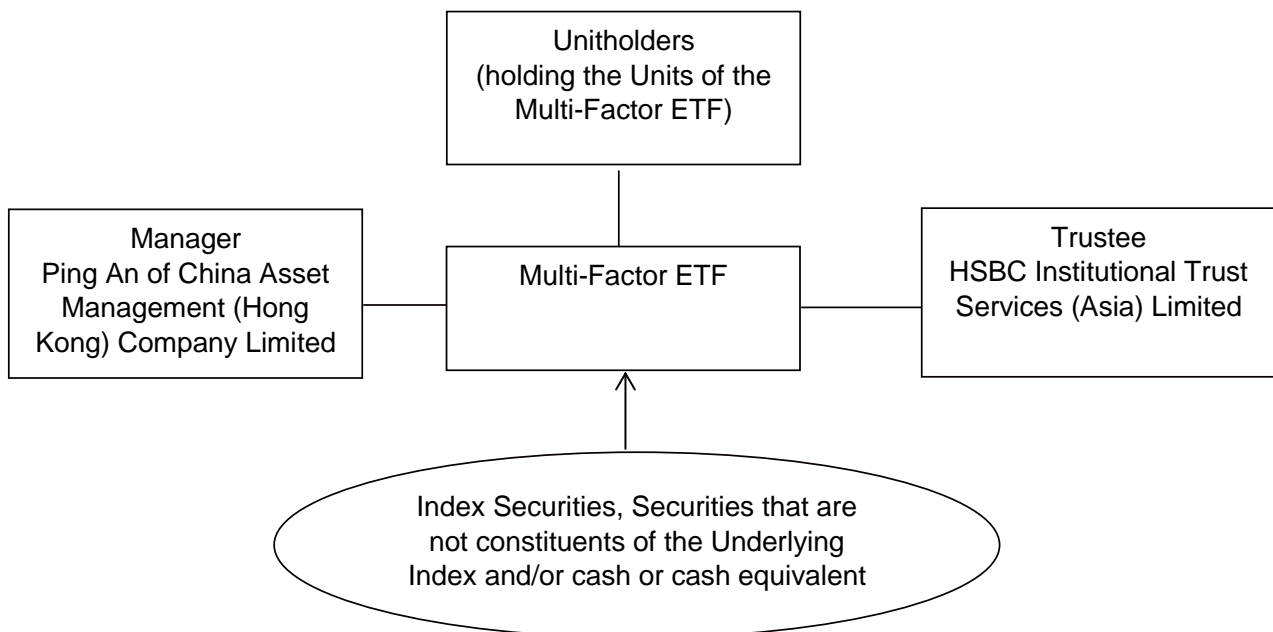 Unitholders
(holding the Units of the
Multi-Factor ETF)
Manager
Ping An of China Asset
Management (Hong
Kong) Company Limited
Multi-Factor ETF
Trustee
HSBC Institutional Trust
Services (Asia) Limited
Index Securities, Securities that are
not constituents of the Underlying
Index and/or cash or cash equivalent